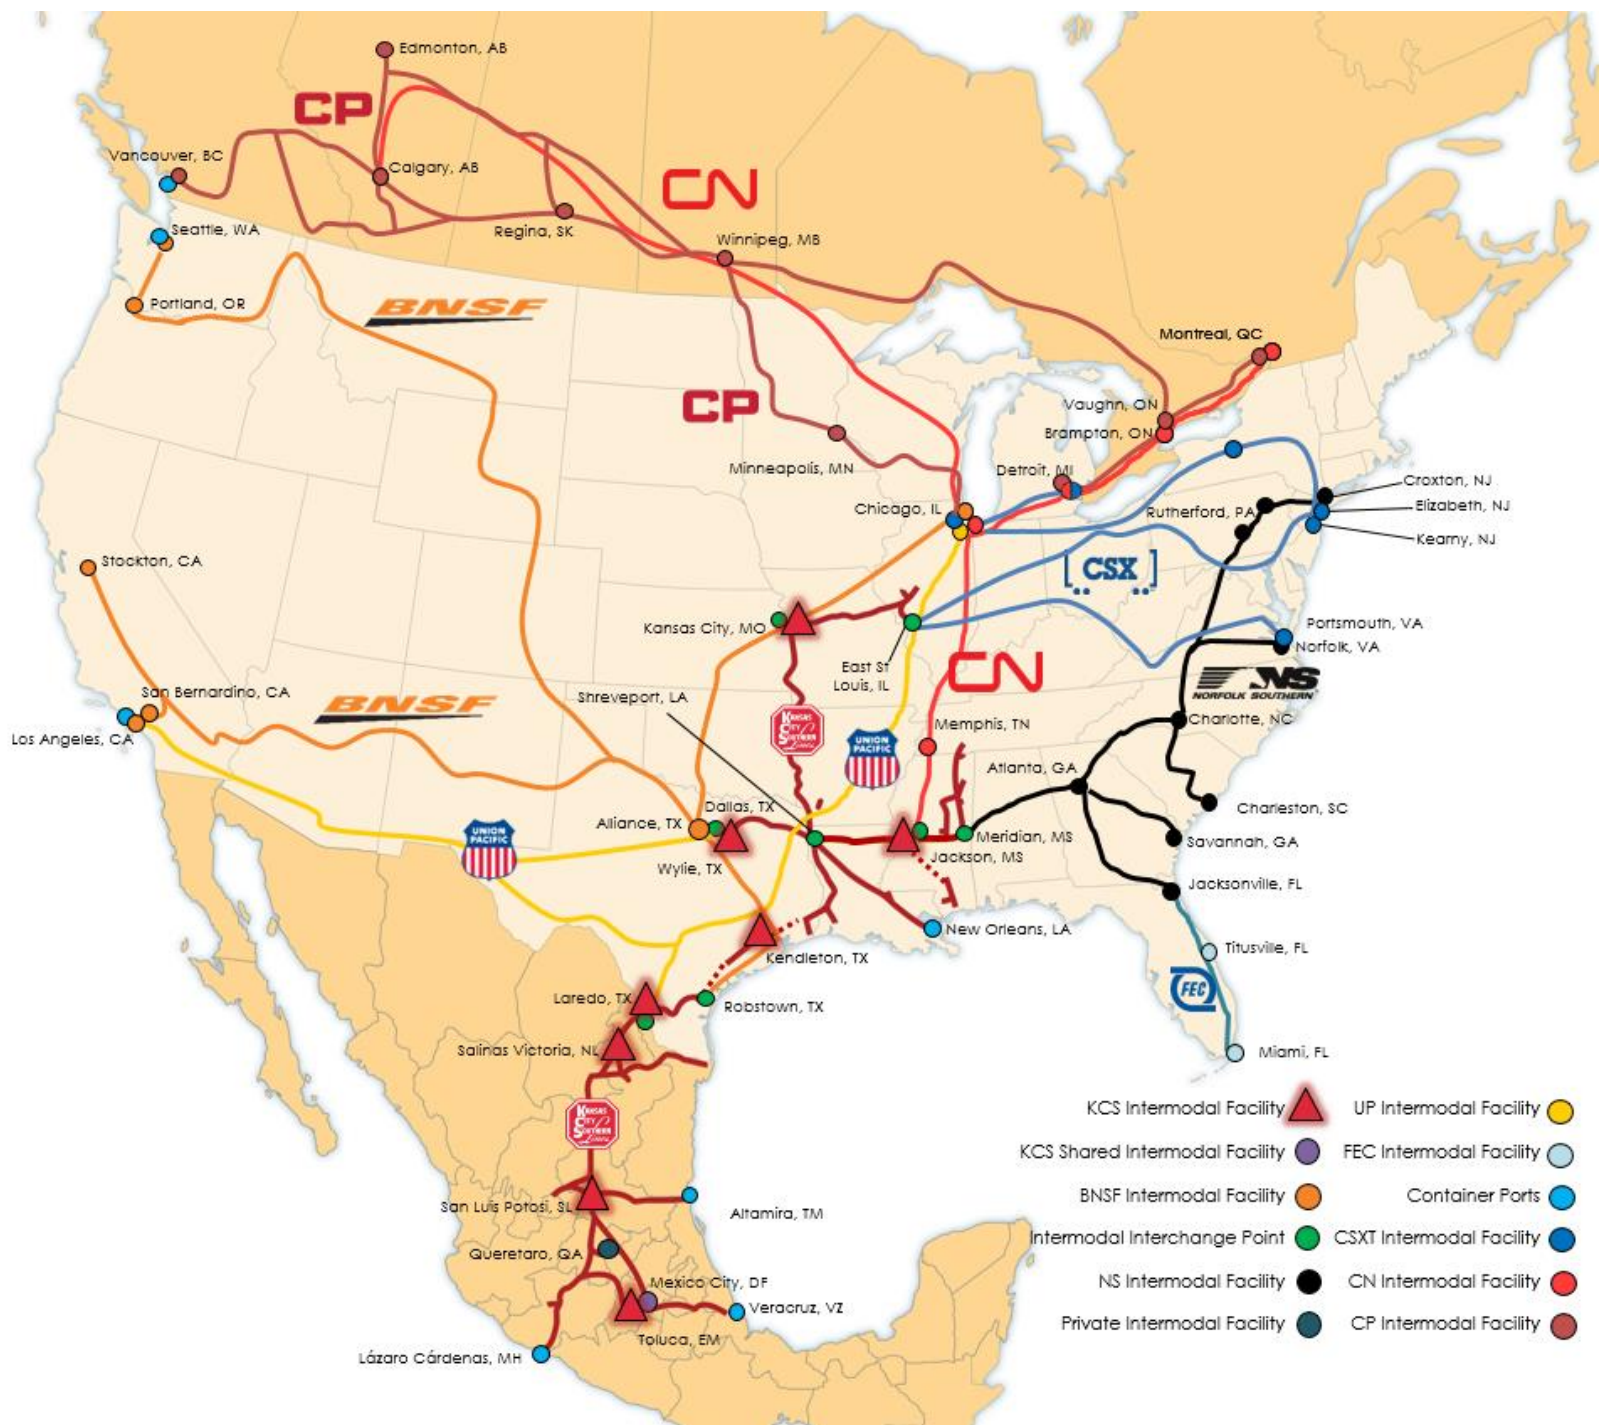 Edmonton, AB
CP
Vancouver, BC
Calgary, AB
CN
Seattle, WA
Regina, SK
Winnipeg, MB
Portland, OR
BNSF
Montreal, QC
CP
Vaughn, ON
Brampton, ON
Minneapolis, MN
Detroit, MI
Croxton, NJ
Chicago, IL
Rutherford, PA
Elizabeth, NJ
Kearny, NJ
Stockton, CA
CSX
Kansas City, MO
Portsmouth, VA
Norfolk, VA
East St
Louis, IL
CN
NS
NORFOLK SOUTHERN
San Bernardino, CA
Shreveport, LA
BNSF
KANSAS
CITY
SOUTHERN
Lines
Memphis, TN
Charlotte, NC
Los Angeles, CA
UNION
PACIFIC
Atlanta, GA
Dallas, TX
Charleston, SC
Alliance, TX
UNION
PACIFIC
Meridian, MS
Savannah, GA
Jackson, MS
Wylie, TX
Jacksonville, FL
New Orleans, LA
Titusville, FL
Kendleton, TX
FEC
Laredo, TX
Robstown, TX
Salinas Victoria, NL
Miami, FL
KANSAS
CITY
SOUTHERN
Lines
San Luis Potosi, SL
Altamira, TM
Queretaro, QA
Mexico City, DF
Veracruz, VZ
Toluca, EM
Lázaro Cárdenas, MH
KCS Intermodal Facility
UP Intermodal Facility
KCS Shared Intermodal Facility
FEC Intermodal Facility
BNSF Intermodal Facility
Container Ports
Intermodal Interchange Point
CSXT Intermodal Facility
NS Intermodal Facility
CN Intermodal Facility
Private Intermodal Facility
CP Intermodal Facility